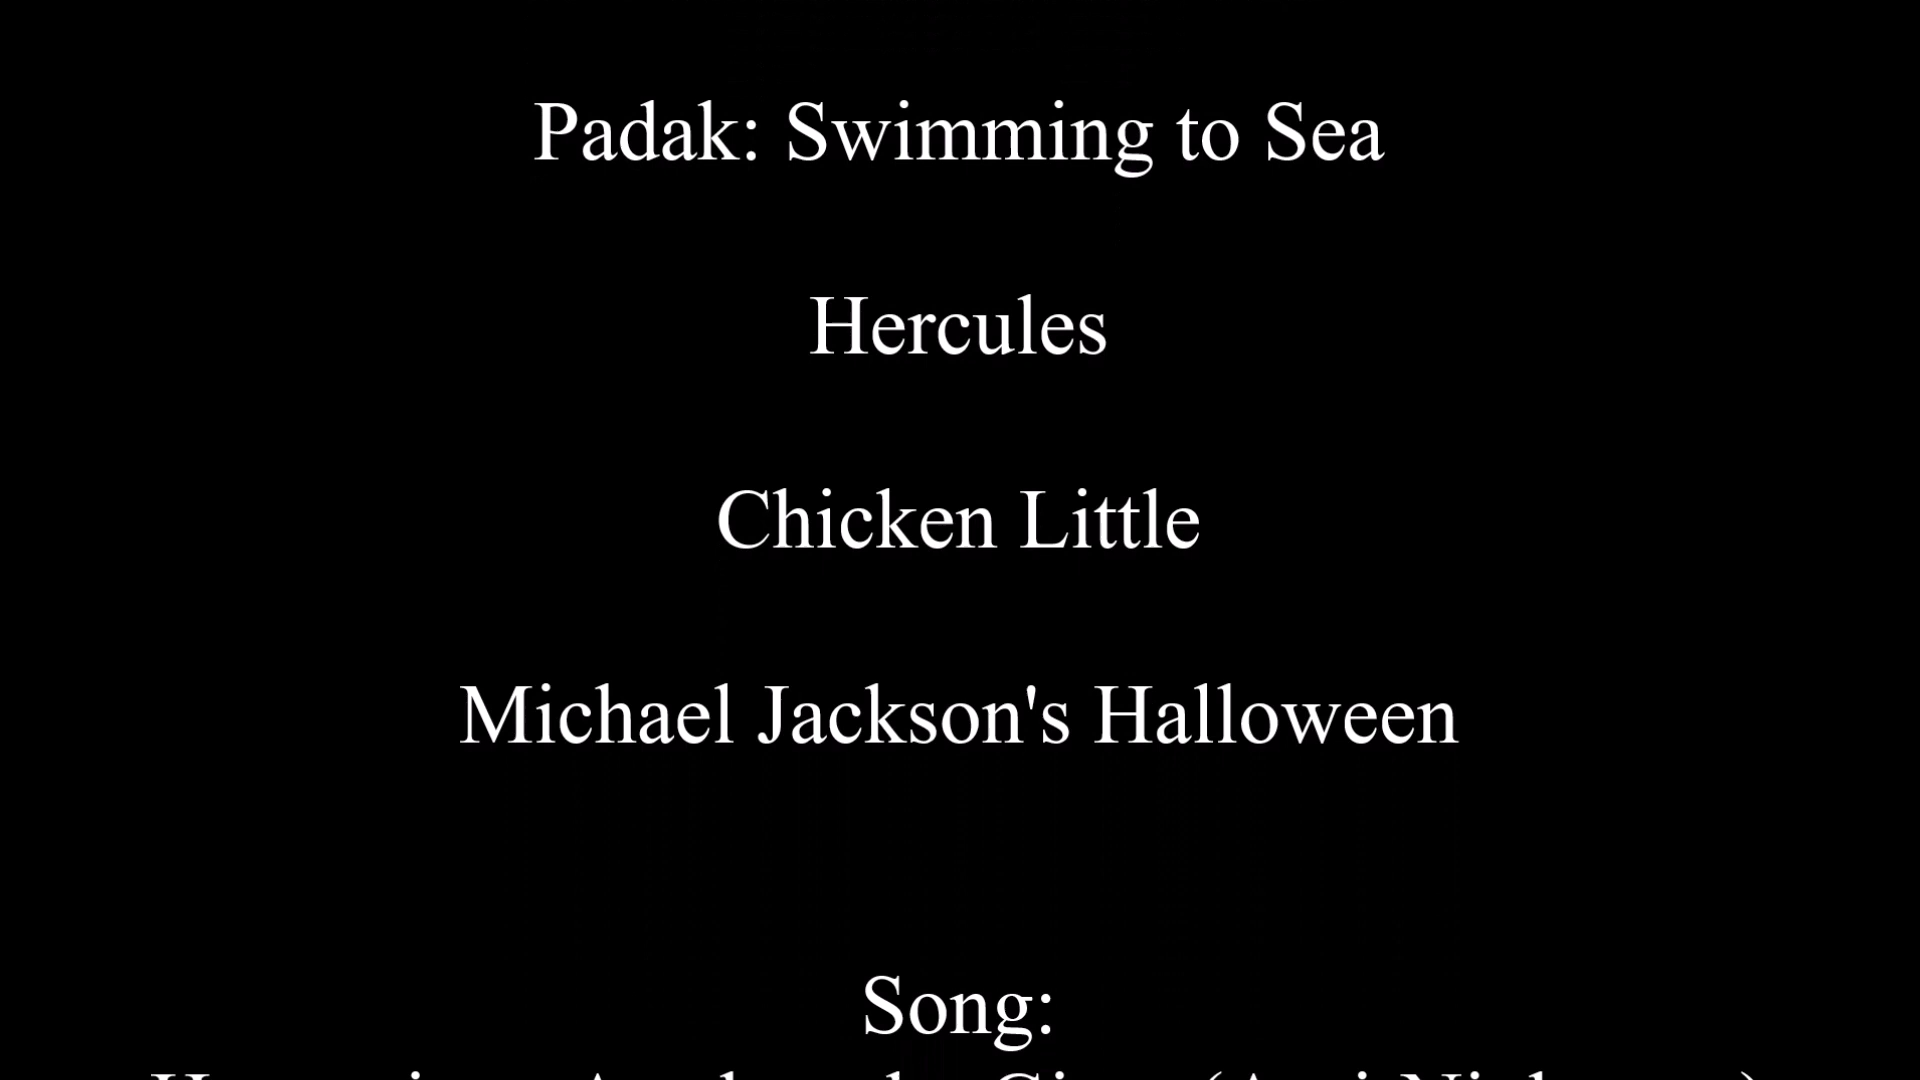 Padak: Swimming to Sea
Hercules
Chicken Little
Michael Jackson's Halloween
Song: